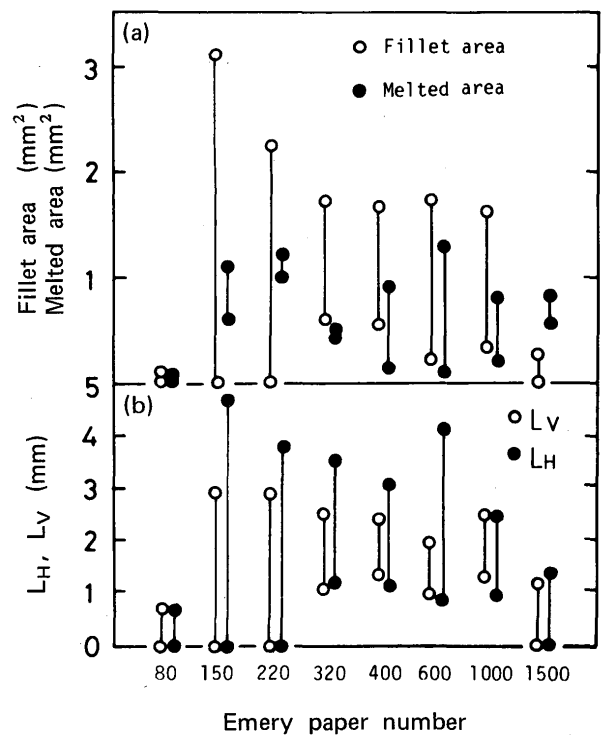 (a)
Fillet area
Melted area
Fillet area (mm²)
Melted area (mm²)
3
2
1
5
(b)
Lv
LH
LH, Lv (mm)
4
3
2
1
0
80 150 220 320 400 600 1000 1500
Emery paper number